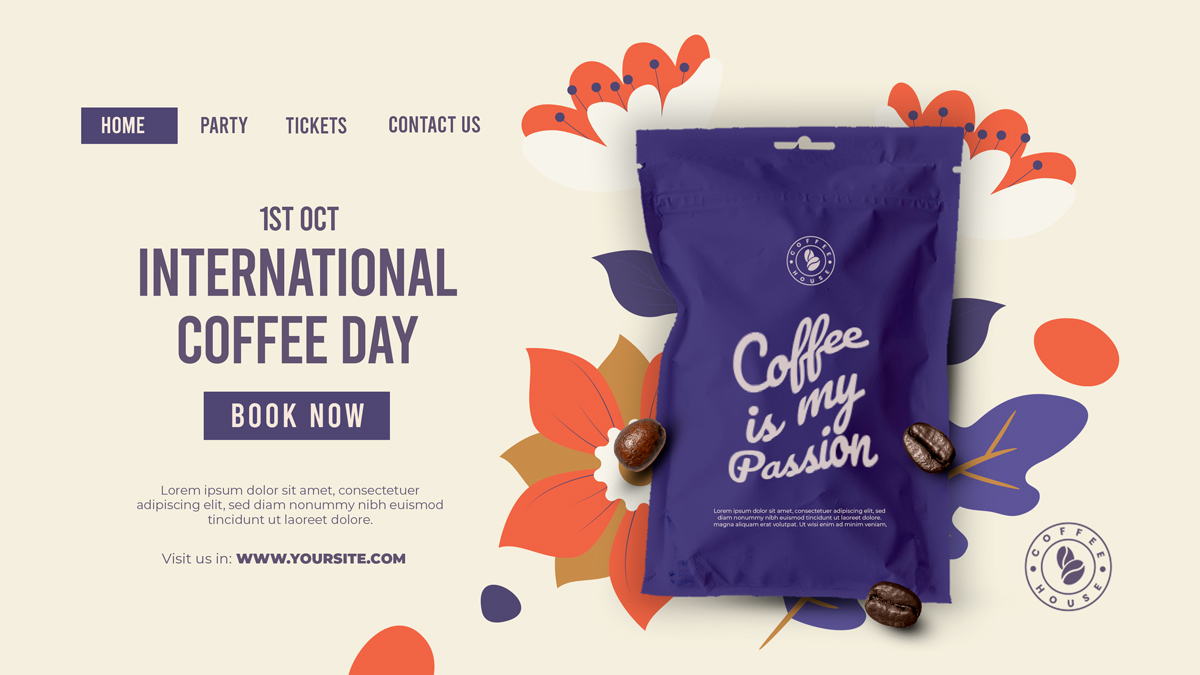 HOME
PARTY
TICKETS
CONTACT US
1ST OCT
INTERNATIONAL
COFFEE DAY
BOOK NOW
Lorem ipsum dolor sit amet, consectetuer
adipiscing elit, sed diam nonummy nibh euismod
tincidunt ut laoreet dolore.
Visit us in: WWW.YOURSITE.COM
COFFEE
HOUSE
Coffee
is my
Passion
Lorem ipsum dolor sit amet, consectetuer adipiscing elit, sed
diam nonummy nibh euismod tincidunt ut laoreet dolore.
magna aliquam erat volutpat. Ut wisi enim ad minim veniam,
COFFEE
HOUSE